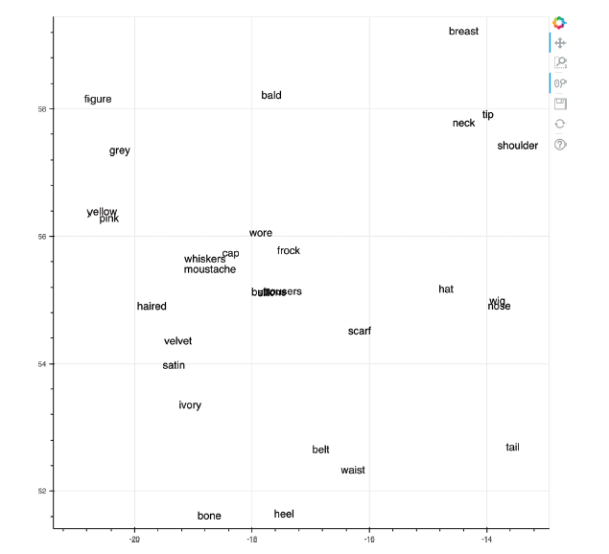 breast
bald
figure
58
tip
neck
shoulder
grey
yellow
pink
56
wore
cap
frock
whiskers
moustache
trousers
hat
haired
wig
nose
scarf
velvet
54
satin
ivory
belt
tail
waist
52
bone
heel
-20
-18
-16
-14